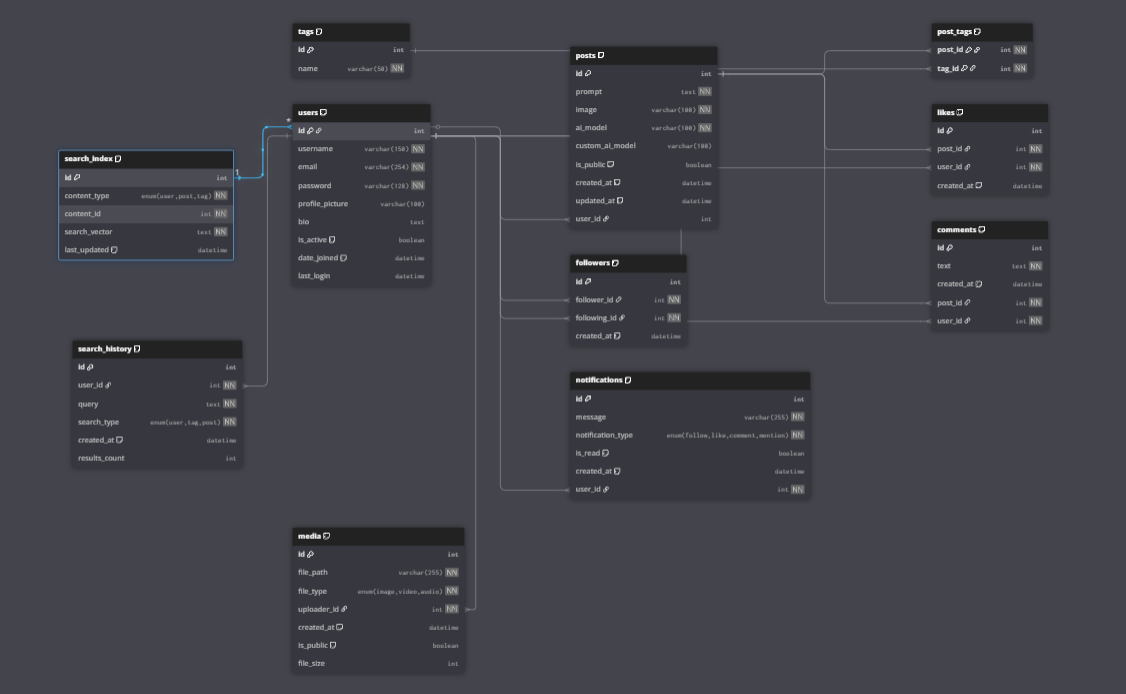 tags
id int
name varchar(50) NN
users
id int
username varchar(150) NN
email varchar(254) NN
password varchar(128) NN
profile_picture varchar(100)
bio text
is_active boolean
date_joined datetime
last_login datetime
*
1
search_index
id int
content_type enum(user,post,tag) NN
content_id int NN
search_vector text NN
last_updated datetime
search_history
id int
user_id int NN
query text NN
search_type enum(user,tag,post) NN
created_at datetime
results_count int
media
id int
file_path varchar(255) NN
file_type enum(image,video,audio) NN
uploader_id int NN
created_at datetime
is_public boolean
file_size int
posts
id int
prompt text NN
image varchar(100) NN
ai_model varchar(100) NN
custom_ai_model varchar(100)
is_public boolean
created_at datetime
updated_at datetime
user_id int
followers
id int
follower_id int NN
following_id int NN
created_at datetime
notifications
id int
message varchar(255) NN
notification_type enum(follow,like,comment,mention) NN
is_read boolean
created_at datetime
user_id int NN
post_tags
post_id int NN
tag_id int NN
likes
id int
post_id int NN
user_id int NN
created_at datetime
comments
id int
text text NN
created_at datetime
post_id int NN
user_id int NN